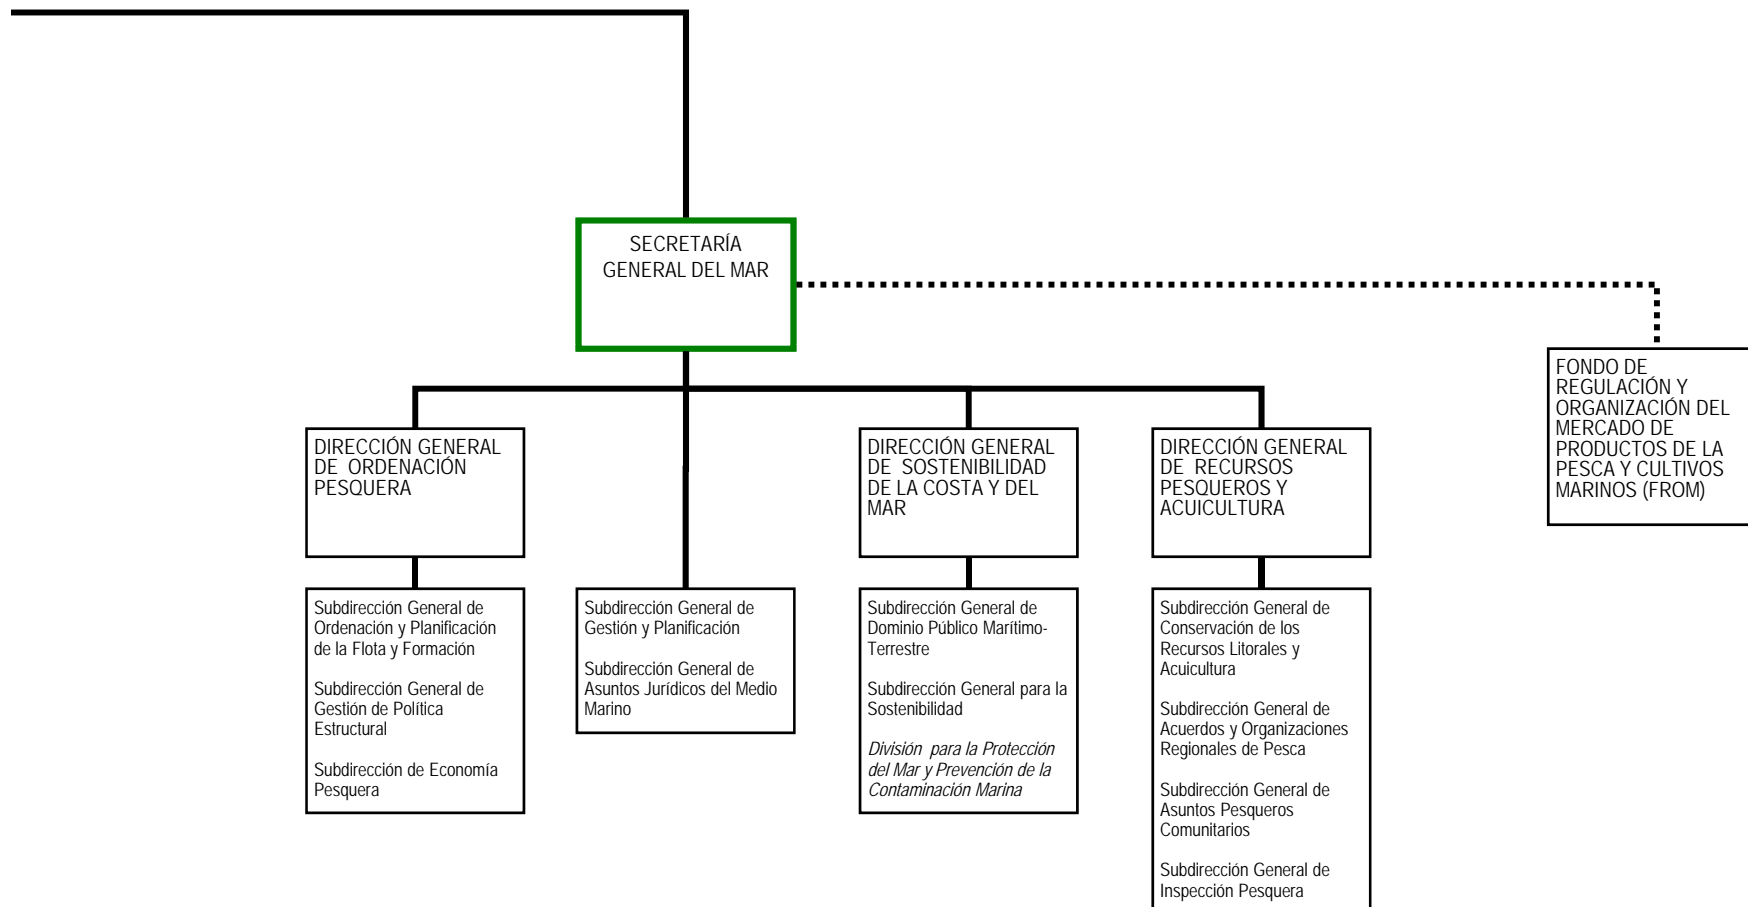 SECRETARÍA
GENERAL DEL MAR
FONDO DE
REGULACIÓN Y
ORGANIZACIÓN DEL
MERCADO DE
PRODUCTOS DE LA
PESCA Y CULTIVOS
MARINOS (FROM)
DIRECCIÓN GENERAL
DE ORDENACIÓN
PESQUERA
DIRECCIÓN GENERAL
DE SOSTENIBILIDAD
DE LA COSTA Y DEL
MAR
DIRECCIÓN GENERAL
DE RECURSOS
PESQUEROS Y
ACUICULTURA
Subdirección General de
Ordenación y Planificación
de la Flota y Formación
Subdirección General de
Gestión de Política
Estructural
Subdirección de Economía
Pesquera
Subdirección General de
Gestión y Planificación
Subdirección General de
Asuntos Jurídicos del Medio
Marino
Subdirección General de
Dominio Público Marítimo-
Terrestre
Subdirección General para la
Sostenibilidad
División para la Protección
del Mar y Prevención de la
Contaminación Marina
Subdirección General de
Conservación de los
Recursos Litorales y
Acuicultura
Subdirección General de
Acuerdos y Organizaciones
Regionales de Pesca
Subdirección General de
Asuntos Pesqueros
Comunitarios
Subdirección General de
Inspección Pesquera